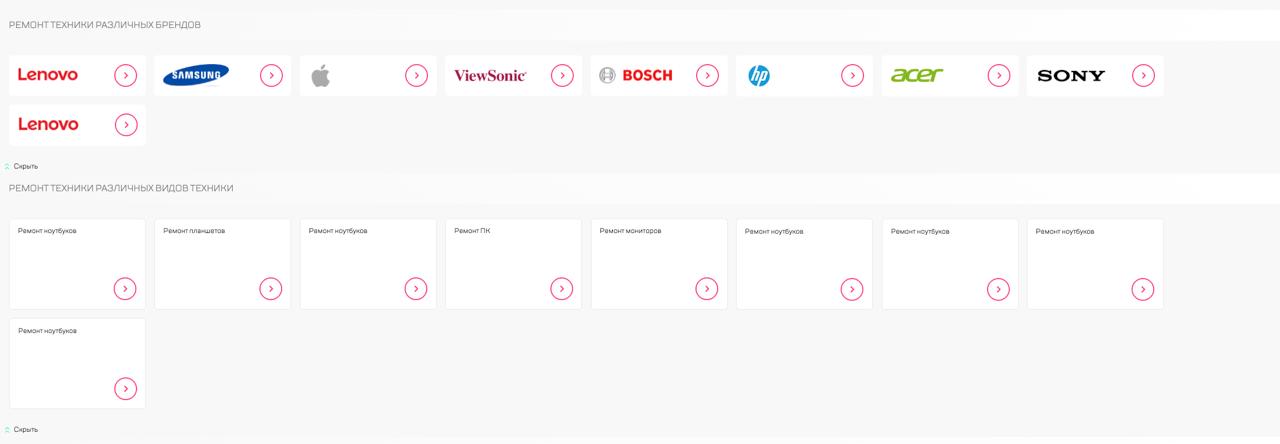 РЕМОНТ ТЕХНИКИ РАЗЛИЧНЫХ БРЕНДОВ
Lenovo SAMSUNG ViewSonic BOSCH hp acer SONY
Lenovo
Скрыть
РЕМОНТ ТЕХНИКИ РАЗЛИЧНЫХ ВИДОВ ТЕХНИКИ
Ремонт ноутбуков Ремонт планшетов Ремонт ноутбуков Ремонт ПК Ремонт мониторов Ремонт ноутбуков Ремонт ноутбуков Ремонт ноутбуков
Ремонт ноутбуков
Скрыть